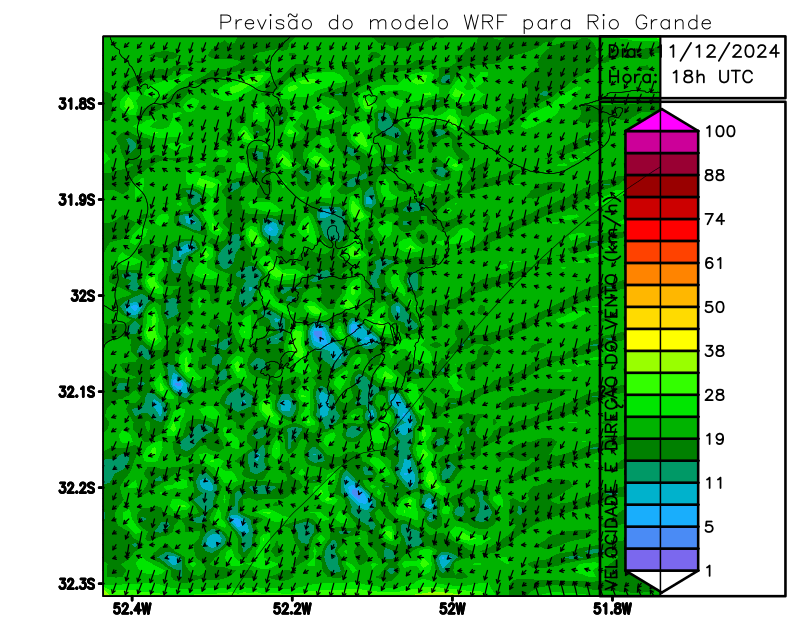 Previsão do modelo WRF para Rio Grande
Dia: 11/12/2024
Hora: 18h UTC
31.8S
31.9S
32S
32.1S
32.2S
32.3S
52.4W
52.2W
52W
51.8W
VELOCIDADE E DIREÇÃO DO VENTO (km/h)
100
88
74
61
50
38
28
19
11
5
1